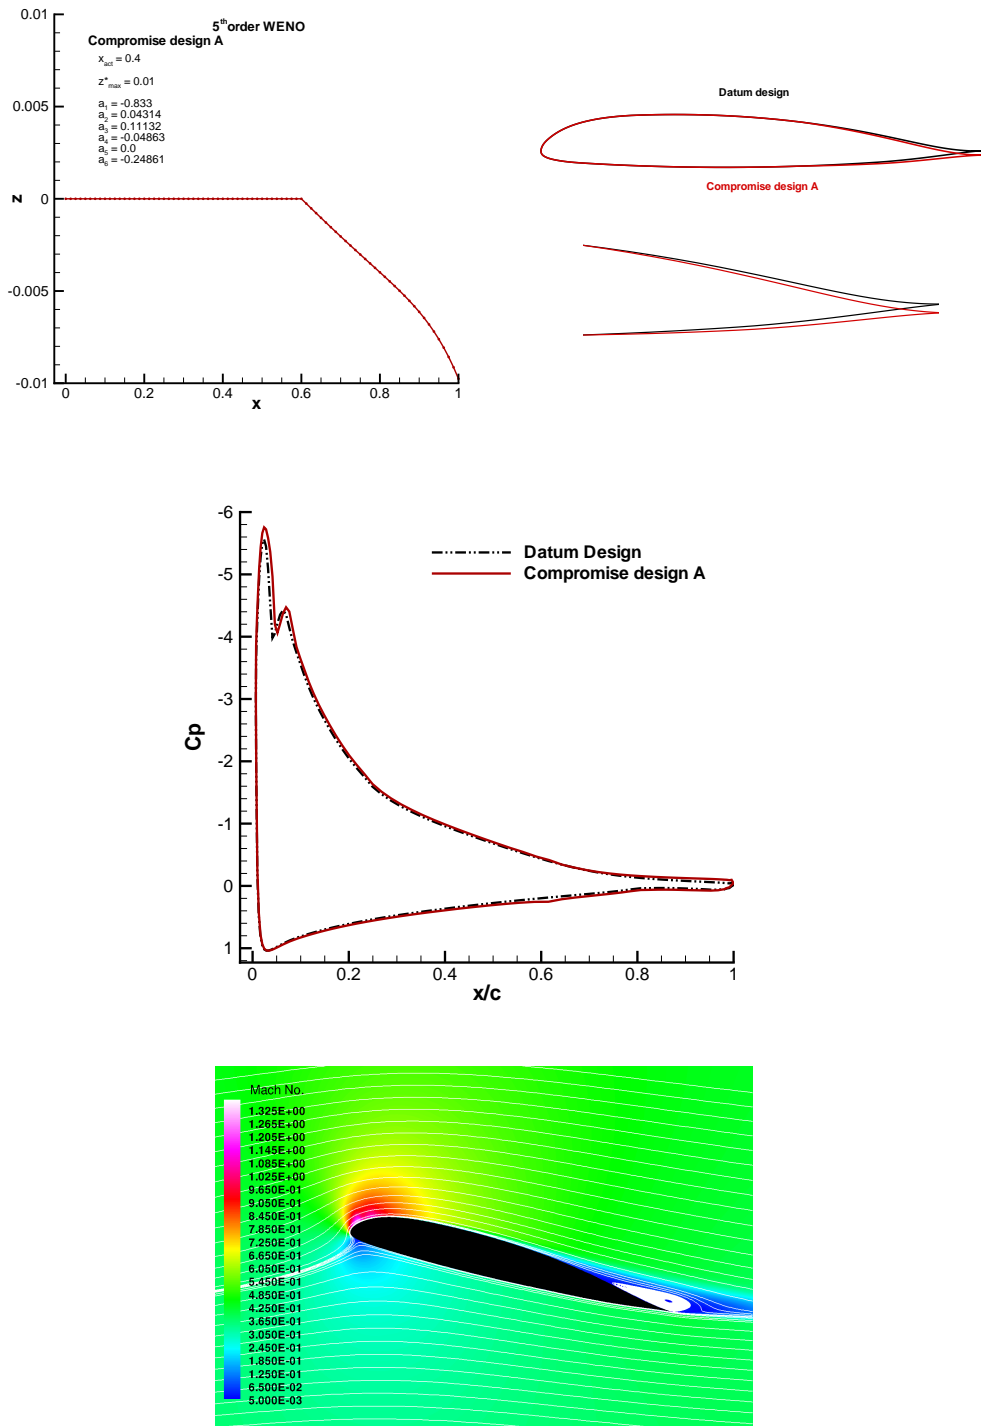 5th order WENO
Compromise design A
xact = 0.4
z*max = 0.01
a1 = -0.833
a2 = 0.04314
a3 = 0.11132
a4 = -0.04863
a5 = 0.0
a6 = -0.24861
0.01
0.005
0
-0.005
-0.01
z
0 0.2 0.4 0.6 0.8 1
x
Datum design
Compromise design A
-6
-5
-4
-3
-2
-1
0
1
Cp
Datum Design
Compromise design A
0 0.2 0.4 0.6 0.8 1
x/c
Mach No.
1.325E+00
1.265E+00
1.205E+00
1.145E+00
1.085E+00
1.025E+00
9.650E-01
9.050E-01
8.450E-01
7.850E-01
7.250E-01
6.650E-01
6.050E-01
5.450E-01
4.850E-01
4.250E-01
3.650E-01
3.050E-01
2.450E-01
1.850E-01
1.250E-01
6.500E-02
5.000E-03